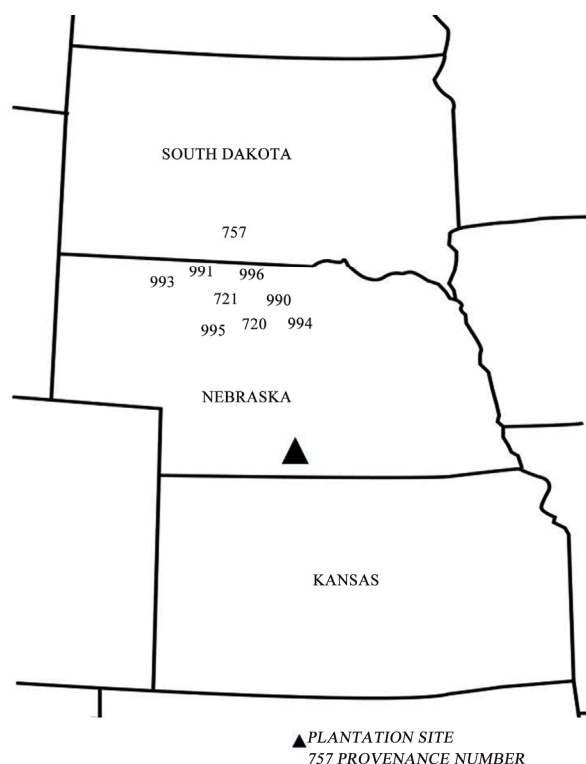 SOUTH DAKOTA
757
991 996
993
721 990
995 720 994
NEBRASKA
KANSAS
PLANTATION SITE
757 PROVENANCE NUMBER